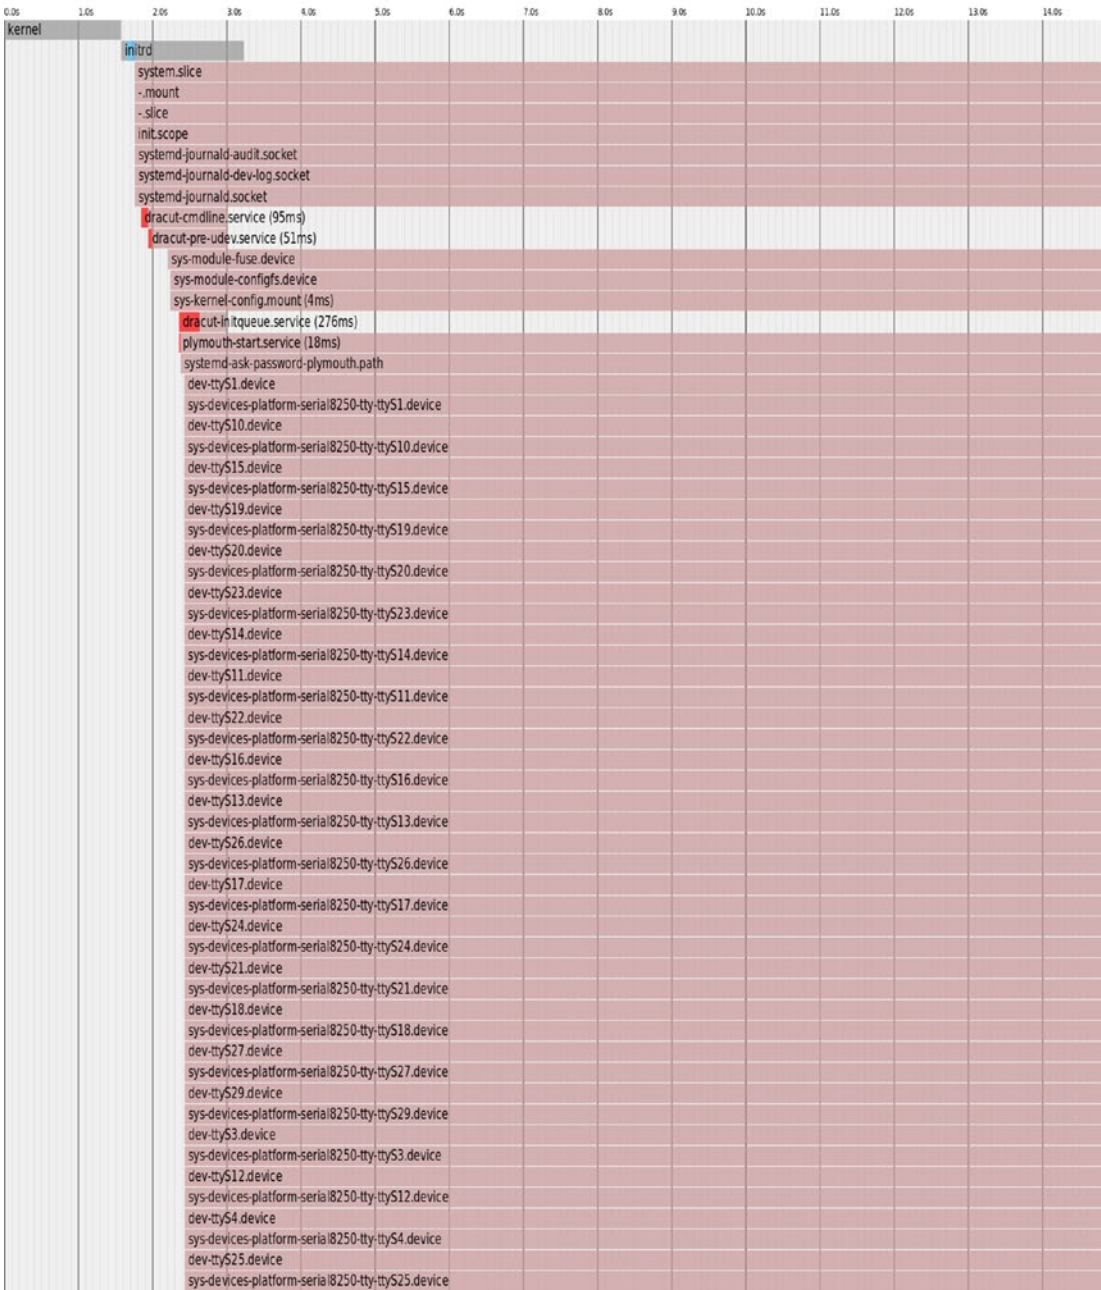 0.0s 1.0s 2.0s 3.0s 4.0s 5.0s 6.0s 7.0s 8.0s 9.0s 10.0s 11.0s 12.0s 13.0s 14.0s
kernel
initrd
system.slice
-.mount
-.slice
init.scope
systemd-journald-audit.socket
systemd-journald-dev-log.socket
systemd-journald.socket
dracut-cmdline.service (95ms)
dracut-pre-udev.service (51ms)
sys-module-fuse.device
sys-module-configfs.device
sys-kernel-config.mount (4ms)
dracut-initqueue.service (276ms)
plymouth-start.service (18ms)
systemd-ask-password-plymouth.path
dev-ttyS1.device
sys-devices-platform-serial8250-tty-ttyS1.device
dev-ttyS10.device
sys-devices-platform-serial8250-tty-ttyS10.device
dev-ttyS15.device
sys-devices-platform-serial8250-tty-ttyS15.device
dev-ttyS19.device
sys-devices-platform-serial8250-tty-ttyS19.device
dev-ttyS20.device
sys-devices-platform-serial8250-tty-ttyS20.device
dev-ttyS23.device
sys-devices-platform-serial8250-tty-ttyS23.device
dev-ttyS14.device
sys-devices-platform-serial8250-tty-ttyS14.device
dev-ttyS11.device
sys-devices-platform-serial8250-tty-ttyS11.device
dev-ttyS22.device
sys-devices-platform-serial8250-tty-ttyS22.device
dev-ttyS16.device
sys-devices-platform-serial8250-tty-ttyS16.device
dev-ttyS13.device
sys-devices-platform-serial8250-tty-ttyS13.device
dev-ttyS26.device
sys-devices-platform-serial8250-tty-ttyS26.device
dev-ttyS17.device
sys-devices-platform-serial8250-tty-ttyS17.device
dev-ttyS24.device
sys-devices-platform-serial8250-tty-ttyS24.device
dev-ttyS21.device
sys-devices-platform-serial8250-tty-ttyS21.device
dev-ttyS18.device
sys-devices-platform-serial8250-tty-ttyS18.device
dev-ttyS27.device
sys-devices-platform-serial8250-tty-ttyS27.device
dev-ttyS29.device
sys-devices-platform-serial8250-tty-ttyS29.device
dev-ttyS3.device
sys-devices-platform-serial8250-tty-ttyS3.device
dev-ttyS12.device
sys-devices-platform-serial8250-tty-ttyS12.device
dev-ttyS4.device
sys-devices-platform-serial8250-tty-ttyS4.device
dev-ttyS25.device
sys-devices-platform-serial8250-tty-ttyS25.device